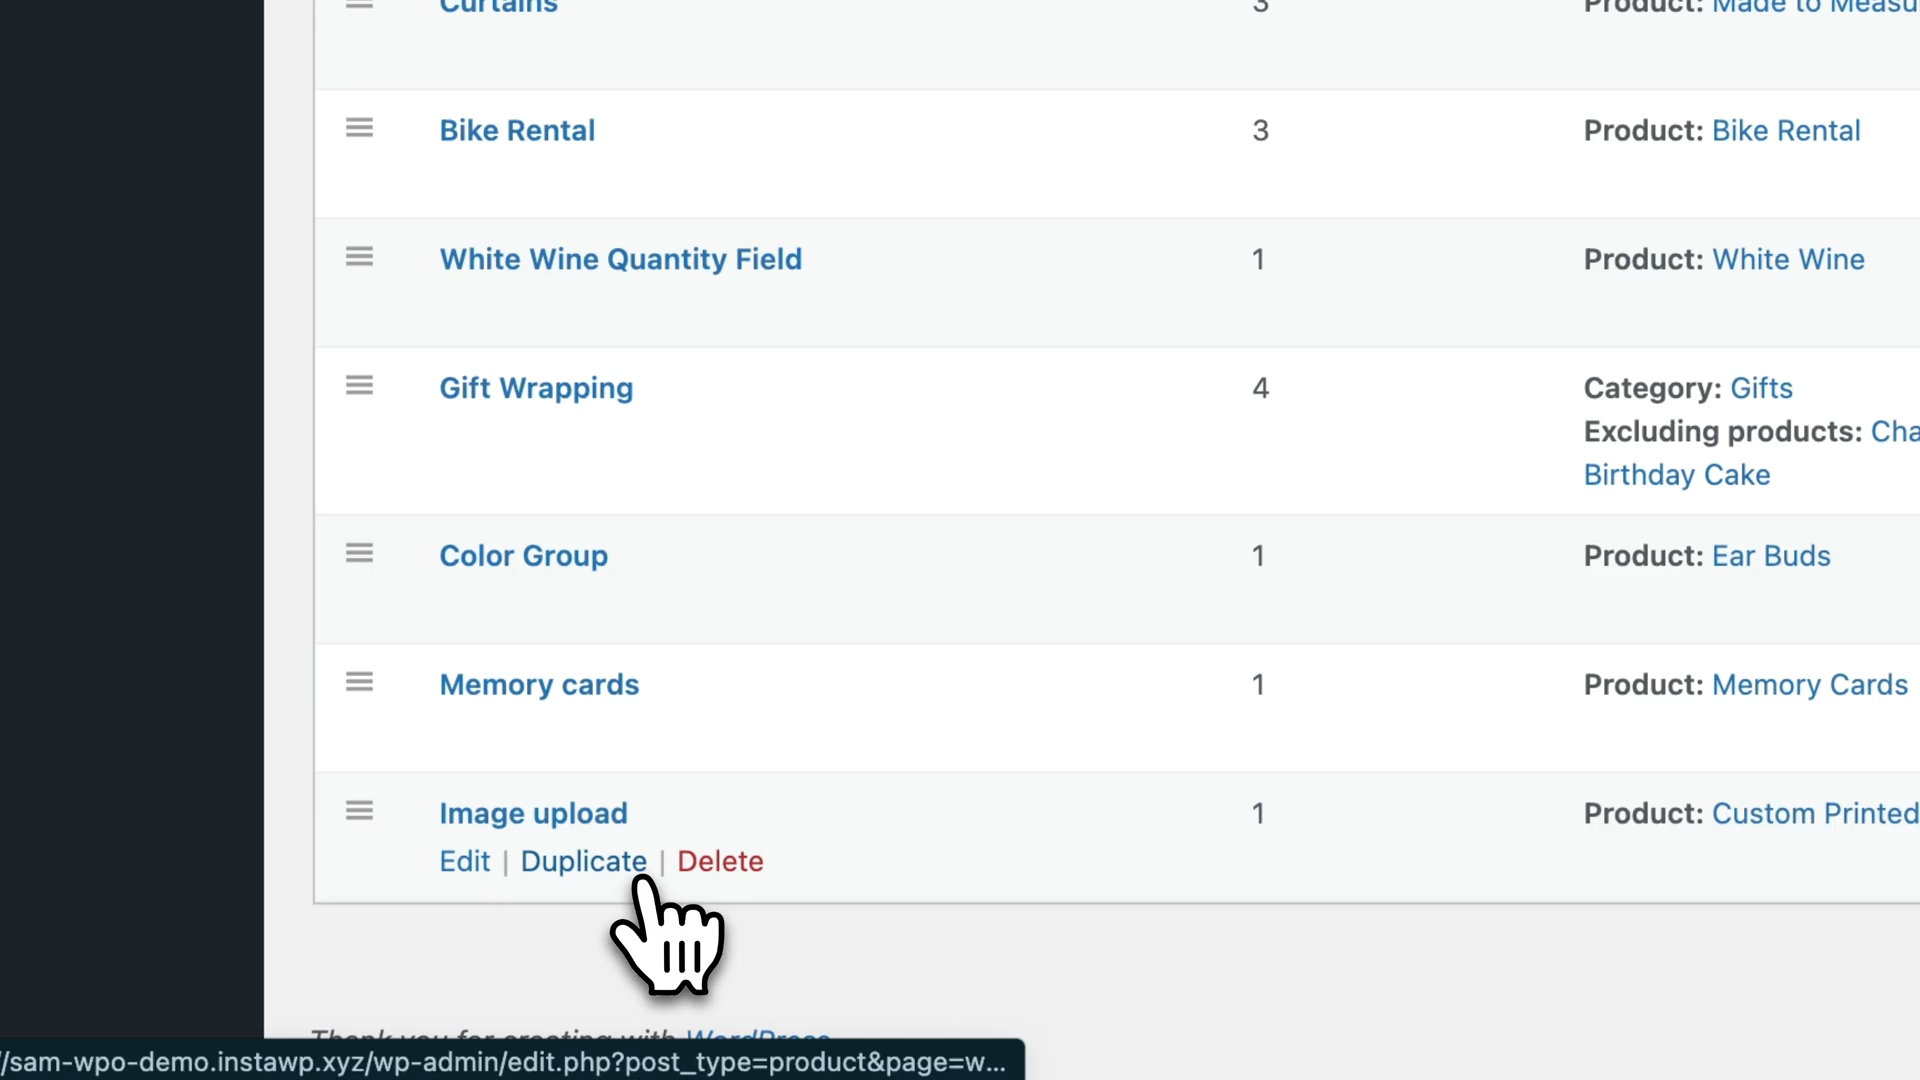 Curtains 3 Product: Made to Measu
Bike Rental 3 Product: Bike Rental
White Wine Quantity Field 1 Product: White Wine
Gift Wrapping 4 Category: Gifts
Excluding products: Cha
Birthday Cake
Color Group 1 Product: Ear Buds
Memory cards 1 Product: Memory Cards
Image upload 1 Product: Custom Printed
Edit | Duplicate | Delete
Thank you for creating with WordPress
//sam-wpo-demo.instawp.xyz/wp-admin/edit.php?post_type=product&page=w...